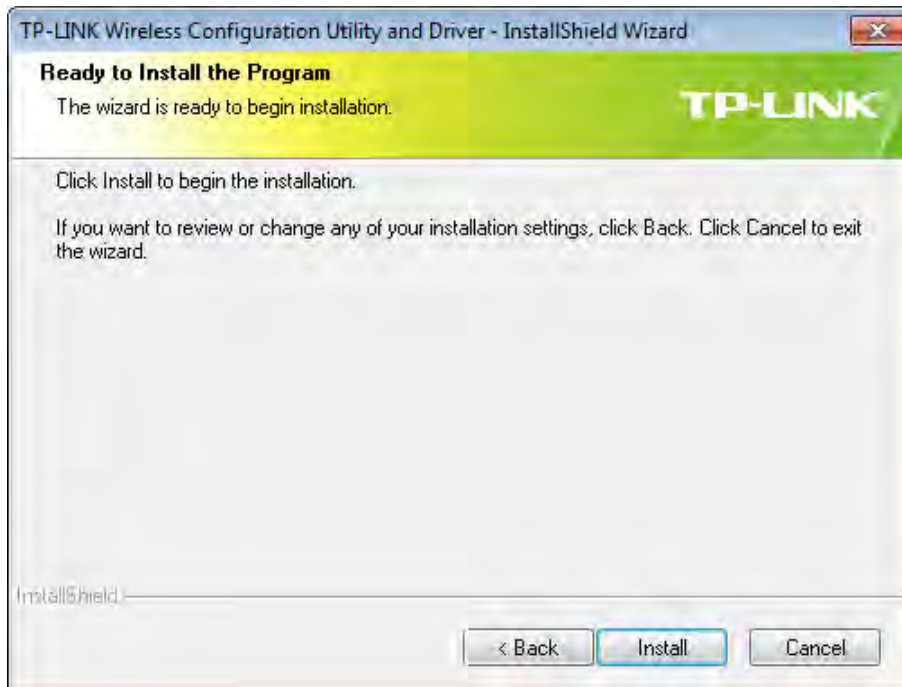 TP-LINK Wireless Configuration Utility and Driver - InstallShield Wizard
Ready to Install the Program
The wizard is ready to begin installation.
TP-LINK
Click Install to begin the installation.
If you want to review or change any of your installation settings, click Back. Click Cancel to exit
the wizard.
InstallShield
< Back
Install
Cancel